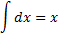 ∫dx = x